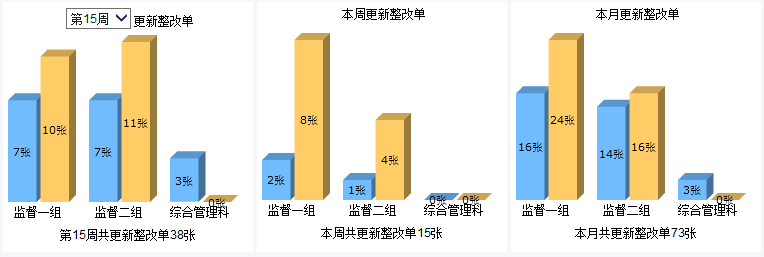 第15周 更新整改单
10张
11张
7张
7张
3张
0张
监督一组 监督二组 综合管理科
第15周共更新整改单38张
本周更新整改单
8张
4张
2张
1张
0张 0张
监督一组 监督二组 综合管理科
本周共更新整改单15张
本月更新整改单
24张
16张
16张
14张
3张
0张
监督一组 监督二组 综合管理科
本月共更新整改单73张